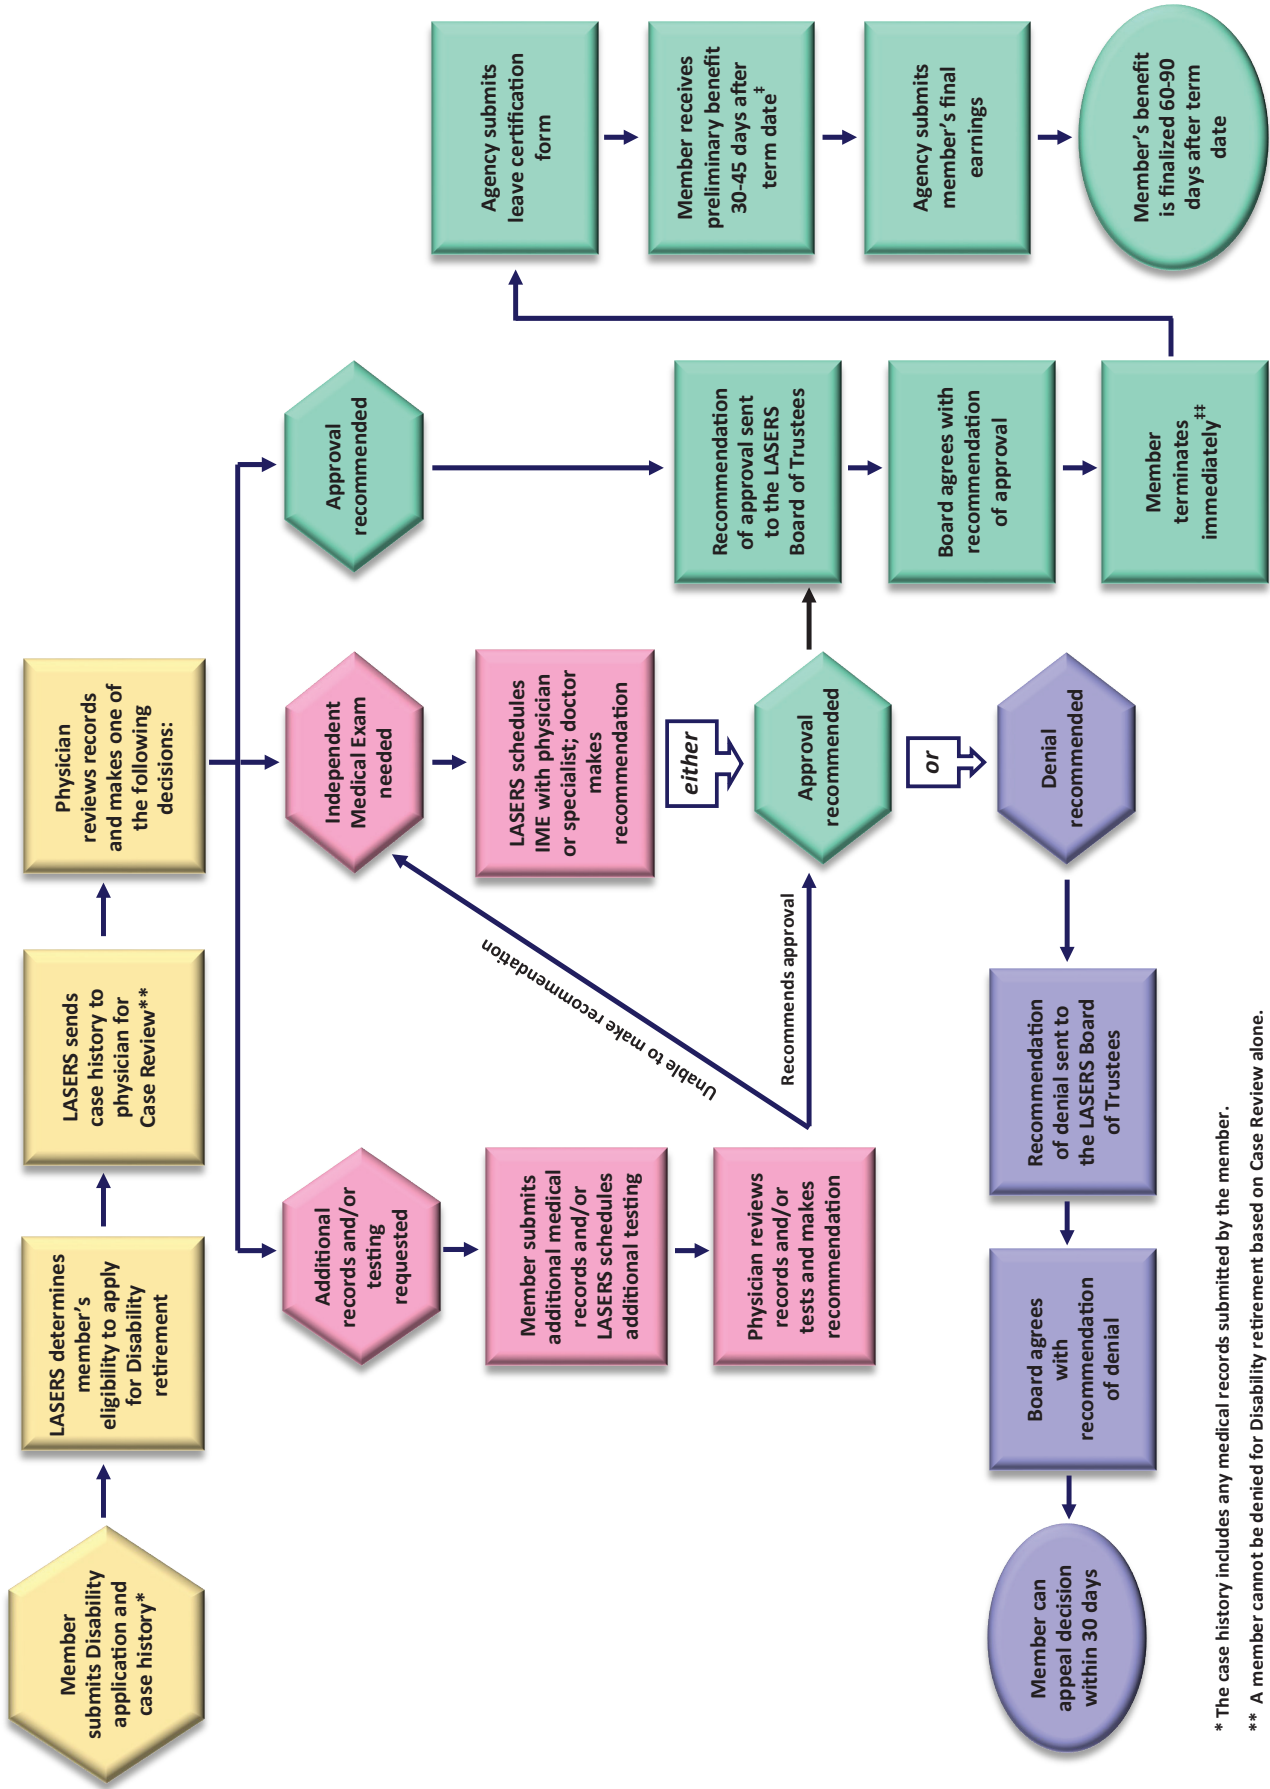 Member
submits Disability
application and
case history*
LASERS determines
member's
eligibility to apply
for Disability
retirement
LASERS sends
case history to
physician for
Case Review**
Physician
reviews records
and makes one of
the following
decisions:
Additional
records and/or
testing
requested
Member submits
additional medical
records and/or
LASERS schedules
additional testing
Physician reviews
records and/or
tests and makes
recommendation
Unable to make recommendation
Recommends approval
Independent
Medical Exam
needed
LASERS schedules
IME with physician
or specialist; doctor
makes
recommendation
either
Approval
recommended
or
Denial
recommended
Recommendation
of denial sent to
the LASERS Board
of Trustees
Board agrees
with
recommendation
of denial
Member can
appeal decision
within 30 days
Approval
recommended
Recommendation
of approval sent
to the LASERS
Board of Trustees
Board agrees with
recommendation
of approval
Member
terminates
immediately‡‡
Agency submits
leave certification
form
Member receives
preliminary benefit
30-45 days after
term date‡
Agency submits
member's final
earnings
Member's benefit
is finalized 60-90
days after term
date
* The case history includes any medical records submitted by the member.
** A member cannot be denied for Disability retirement based on Case Review alone.